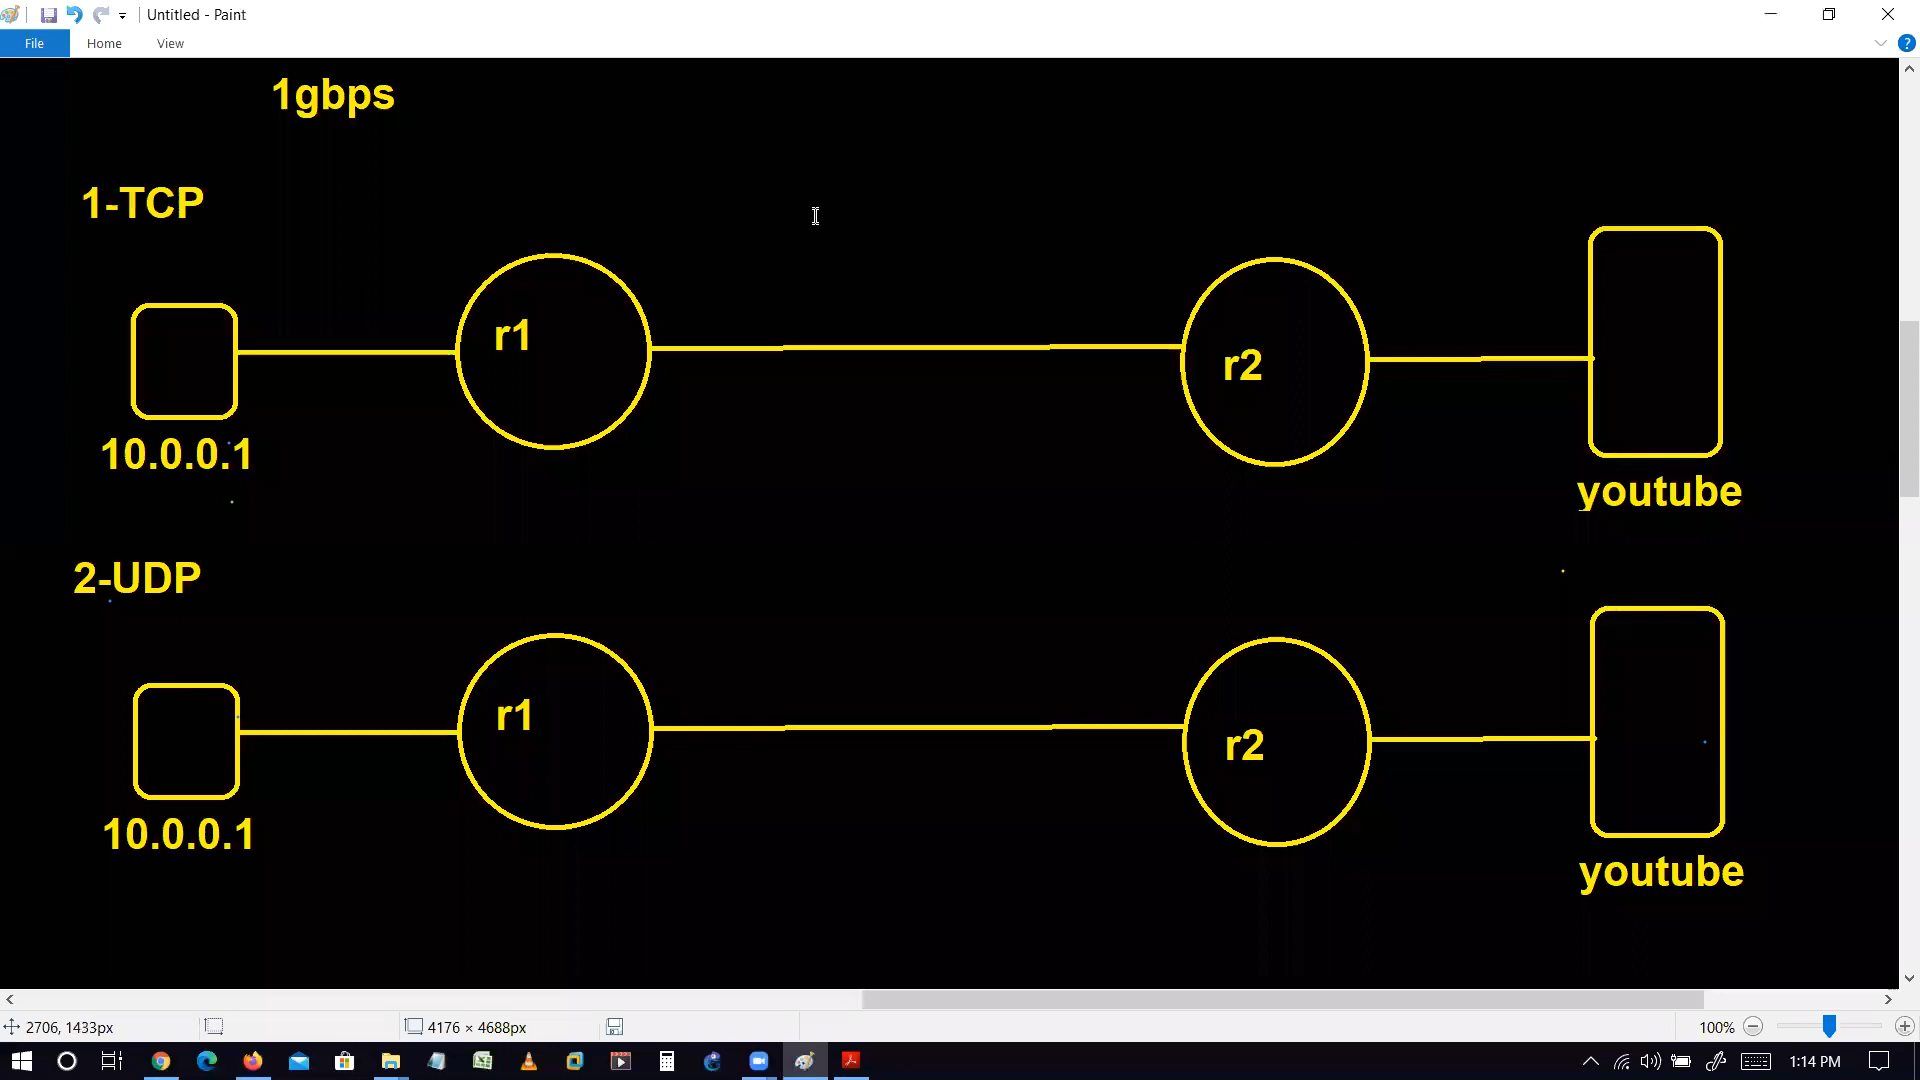 Untitled - Paint
File Home View
1gbps
1-TCP
r1
r2
10.0.0.1
youtube
2-UDP
r1
r2
10.0.0.1
youtube
2706, 1433px
4176 × 4688px
100%
1:14 PM